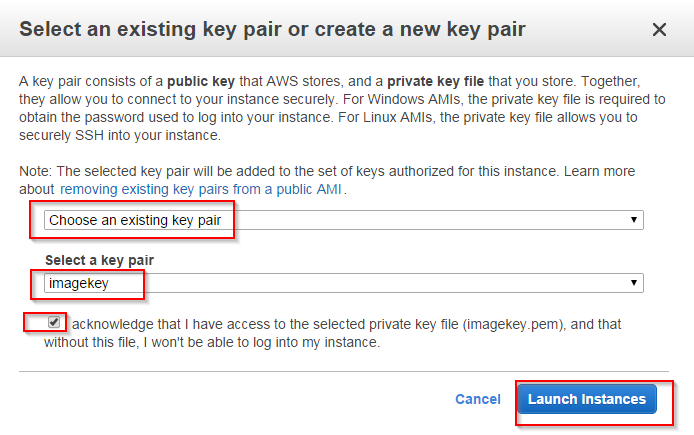 Select an existing key pair or create a new key pair
A key pair consists of a public key that AWS stores, and a private key file that you store. Together,
they allow you to connect to your instance securely. For Windows AMIs, the private key file is required to
obtain the password used to log into your instance. For Linux AMIs, the private key file allows you to
securely SSH into your instance.
Note: The selected key pair will be added to the set of keys authorized for this instance. Learn more
about removing existing key pairs from a public AMI.
Choose an existing key pair
Select a key pair
imagekey
acknowledge that I have access to the selected private key file (imagekey.pem), and that
without this file, I won't be able to log into my instance.
Cancel Launch Instances